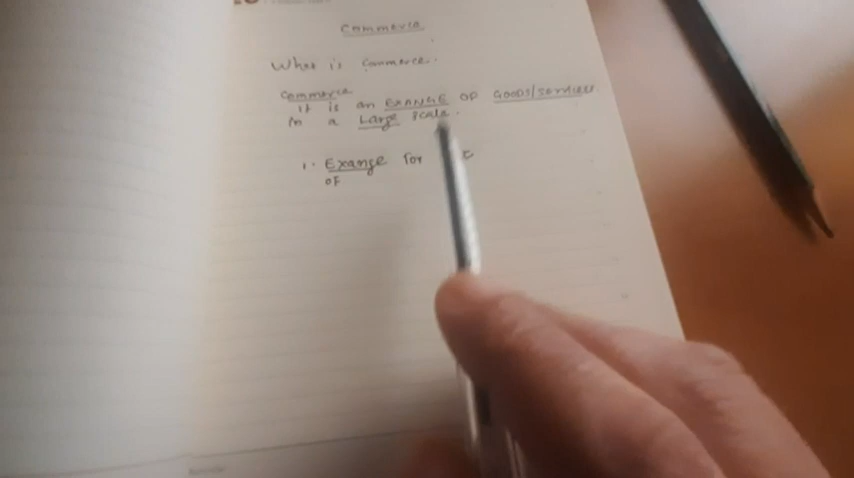 Commerce
What is Commerce.
Commerce
It is an EXANGE OF GOODS/Services
in a Large Scale.
1. Exange for
OF